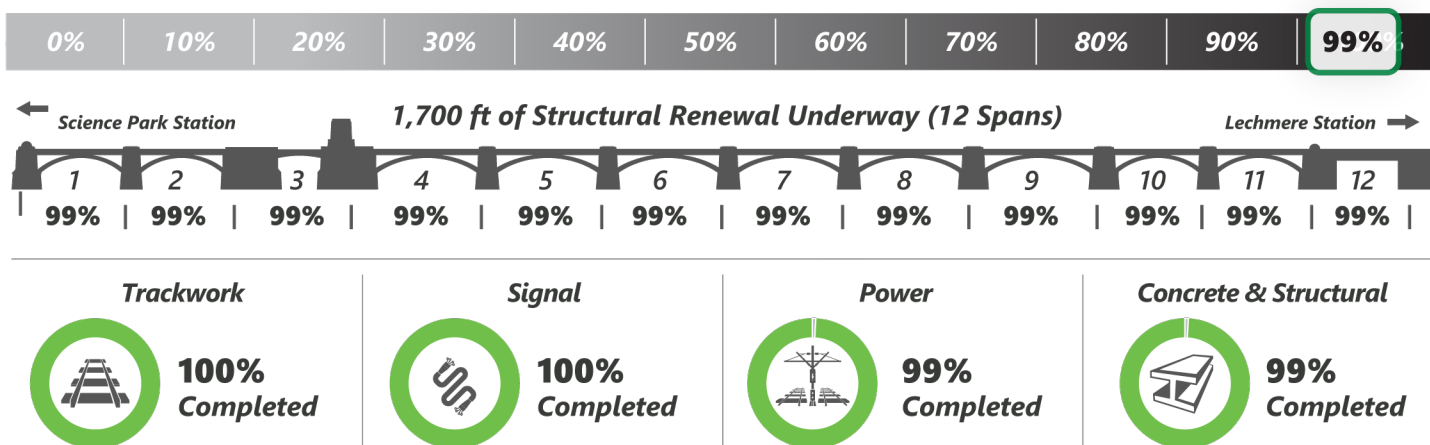 0% 10% 20% 30% 40% 50% 60% 70% 80% 90% 99%
Science Park Station
1,700 ft of Structural Renewal Underway (12 Spans)
Lechmere Station
1 2 3 4 5 6 7 8 9 10 11 12
99% 99% 99% 99% 99% 99% 99% 99% 99% 99% 99% 99%
Trackwork
100%
Completed
Signal
100%
Completed
Power
99%
Completed
Concrete & Structural
99%
Completed